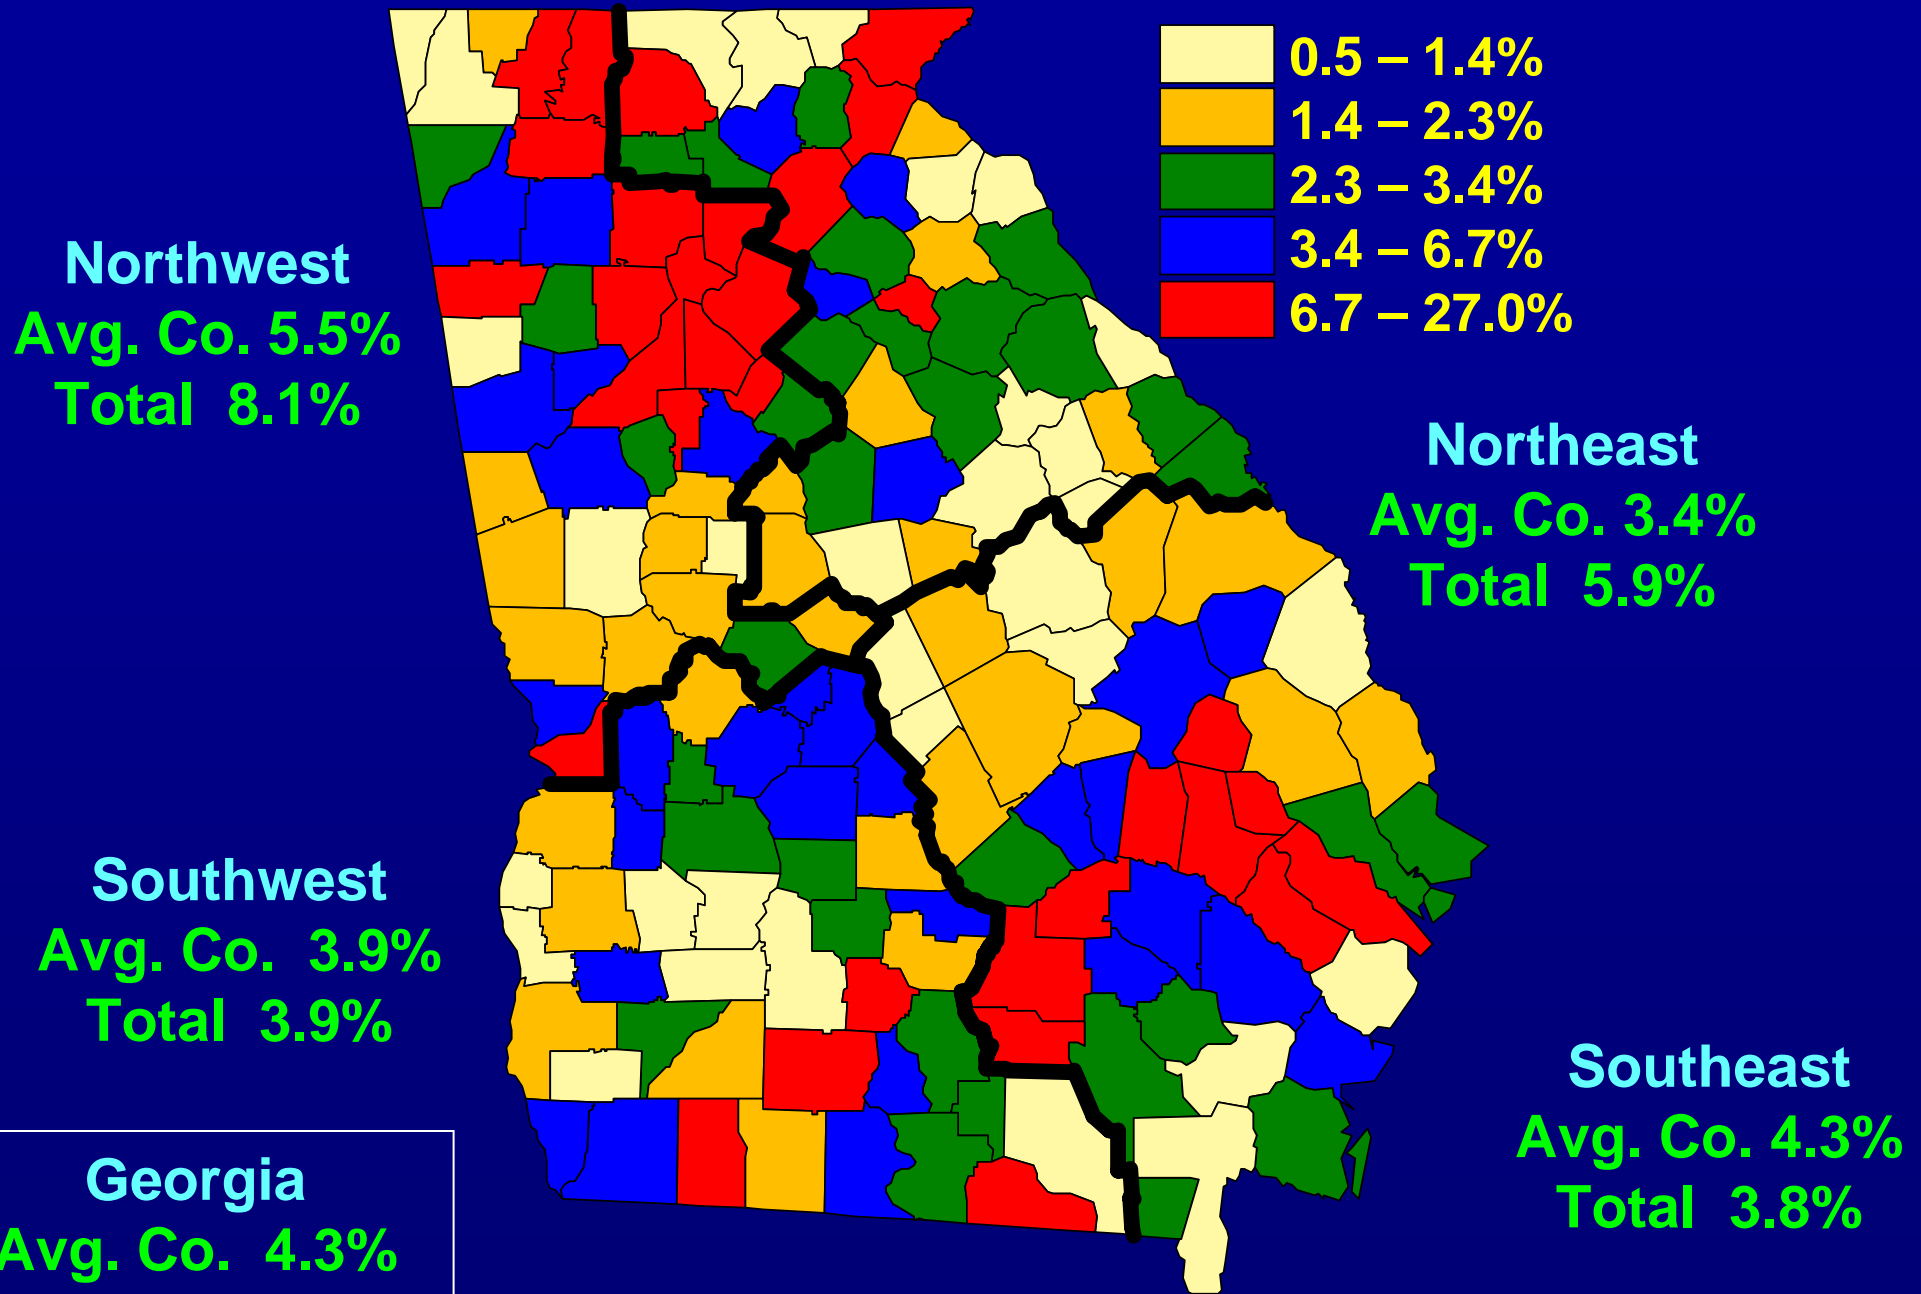 0.5 – 1.4%
1.4 – 2.3%
2.3 – 3.4%
3.4 – 6.7%
6.7 – 27.0%
Northwest
Avg. Co. 5.5%
Total 8.1%
Northeast
Avg. Co. 3.4%
Total 5.9%
Southwest
Avg. Co. 3.9%
Total 3.9%
Southeast
Avg. Co. 4.3%
Total 3.8%
Georgia
Avg. Co. 4.3%